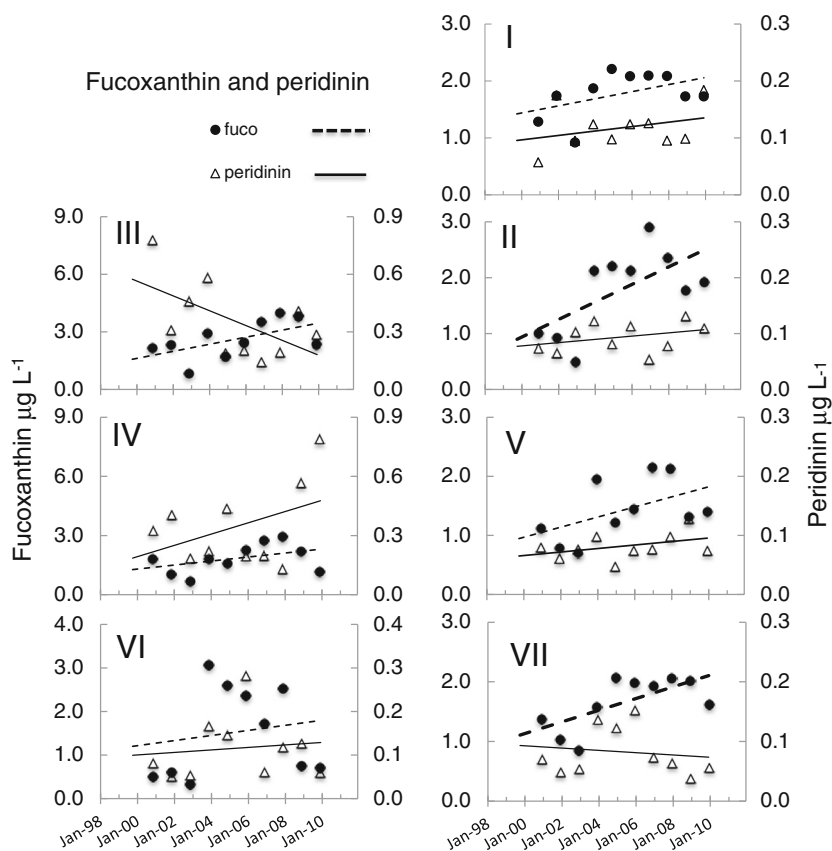 Fucoxanthin and peridinin
fuco
peridinin
I
3.0 0.3
2.0 0.2
1.0 0.1
0.0 0.0
Jan-98 Jan-00 Jan-02 Jan-04 Jan-06 Jan-08 Jan-10
III
9.0 0.9
6.0 0.6
3.0 0.3
0.0 0.0
II
3.0 0.3
2.0 0.2
1.0 0.1
0.0 0.0
IV
9.0 0.9
6.0 0.6
3.0 0.3
0.0 0.0
V
3.0 0.3
2.0 0.2
1.0 0.1
0.0 0.0
VI
4.0 0.4
3.0 0.3
2.0 0.2
1.0 0.1
0.0 0.0
Jan-98 Jan-00 Jan-02 Jan-04 Jan-06 Jan-08 Jan-10
VII
3.0 0.3
2.0 0.2
1.0 0.1
0.0 0.0
Fucoxanthin µg L-1
Peridinin µg L-1